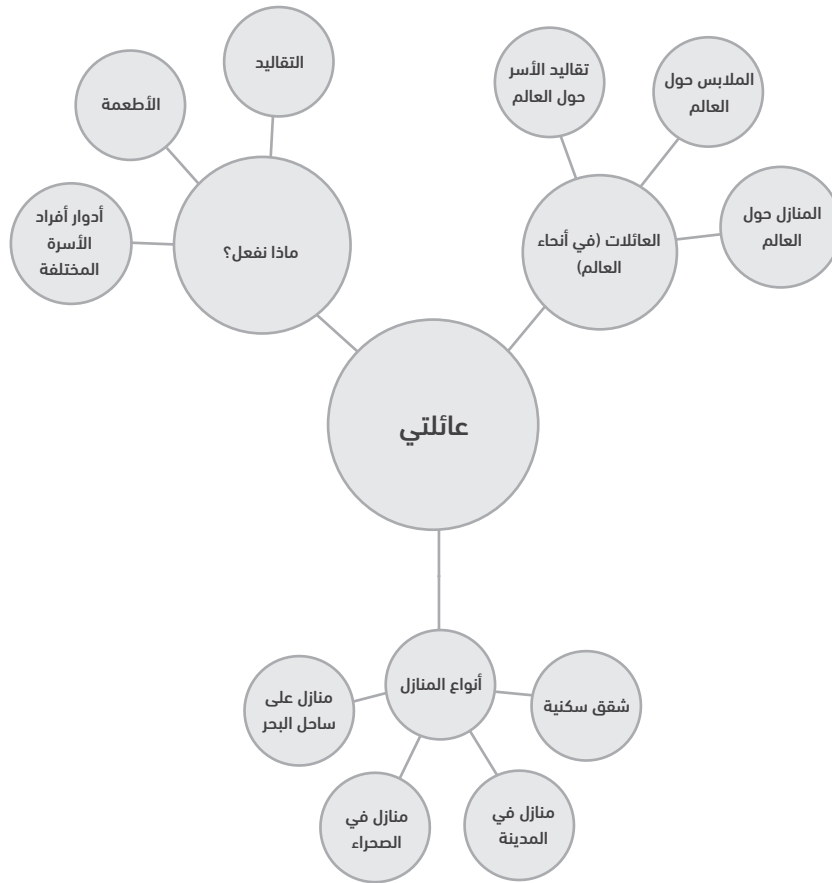 التقاليد
الأطعمة
أدوار أفراد
الأسرة
المختلفة
ماذا نفعل؟
تقاليد الأسر
حول العالم
الملابس حول
العالم
المنازل حول
العالم
العائلات (في أنحاء
العالم)
عائلتي
أنواع المنازل
شقق سكنية
منازل في
المدينة
منازل في
الصحراء
منازل على
ساحل البحر